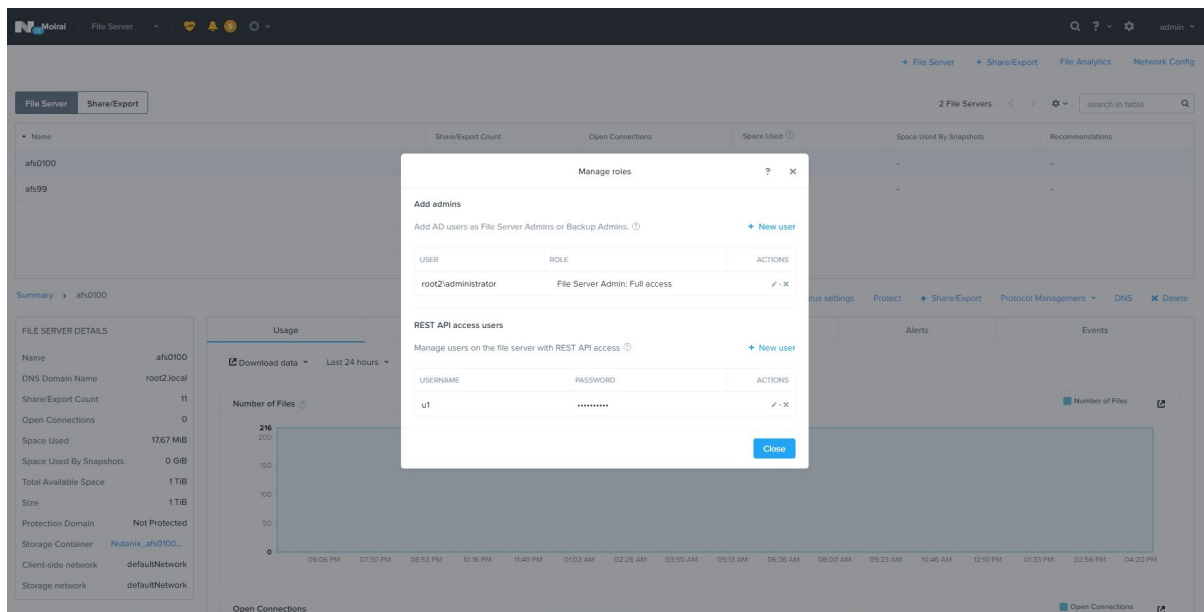 N Moirai File Server 5 admin
+ File Server + Share/Export File Analytics Network Config
File Server Share/Export 2 File Servers search in table
Name Share/Export Count Open Connections Space Used Space Used By Snapshots Recommendations
afs0100 - -
afs99 - -
Manage roles ? ×
Add admins
Add AD users as File Server Admins or Backup Admins. + New user
USER ROLE ACTIONS
root2\administrator File Server Admin: Full access
REST API access users
Manage users on the file server with REST API access + New user
USERNAME PASSWORD ACTIONS
u1 ••••••••••
Close
Summary › afs0100 rus settings Protect + Share/Export Protocol Management DNS × Delete
FILE SERVER DETAILS
Name afs0100
DNS Domain Name root2.local
Share/Export Count 11
Open Connections 0
Space Used 17.67 MiB
Space Used By Snapshots 0 GiB
Total Available Space 1 TiB
Size 1 TiB
Protection Domain Not Protected
Storage Container Nutanix_afs0100...
Client-side network defaultNetwork
Storage network defaultNetwork
Usage Alerts Events
Download data Last 24 hours
Number of Files Number of Files
216
200
150
100
50
0
06:06 PM 07:30 PM 08:53 PM 10:16 PM 11:40 PM 01:03 AM 02:26 AM 03:50 AM 05:13 AM 06:36 AM 08:00 AM 09:23 AM 10:46 AM 12:10 PM 01:33 PM 02:56 PM 04:20 PM
Open Connections Open Connections